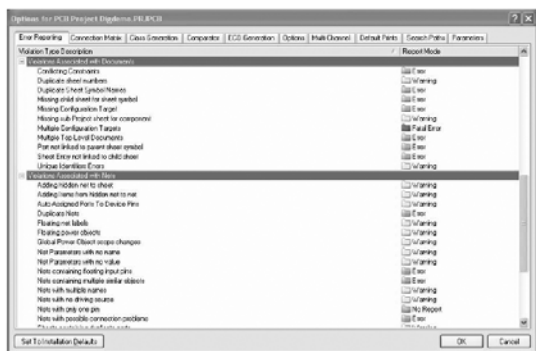 Options for PCB Project Diploma.PRJPCB
Error Reporting Connection Matrix Class Generation Comparator ECO Generation Options Multi-Channel Default Prints Search Paths Parameters
Violation Type Description Report Mode
Violations Associated with Documents
Conflicting Constraints Error
Duplicate sheet numbers Warning
Duplicate Sheet Symbol Names Error
Missing child sheet for sheet symbol Error
Missing Configuration Target Error
Missing sub-Project sheet for component Warning
Multiple Configuration Targets Fatal Error
Multiple Top-Level Documents Error
Port not linked to parent sheet symbol Error
Sheet Entry not linked to child sheet Error
Unique Identifiers Errors Warning
Violations Associated with Nets
Adding hidden net to sheet Warning
Adding Items from hidden net to net Warning
Auto-Assigned Ports To Device Pins Warning
Duplicate Nets Error
Floating net labels Warning
Floating power objects Warning
Global Power-Object scope changes Warning
Net Parameters with no name Warning
Net Parameters with no value Warning
Nets containing floating input pins Error
Nets containing multiple similar objects Error
Nets with multiple names Warning
Nets with no driving source Warning
Nets with only one pin No Report
Nets with possible connection problems Error
Set To Installation Defaults OK Cancel